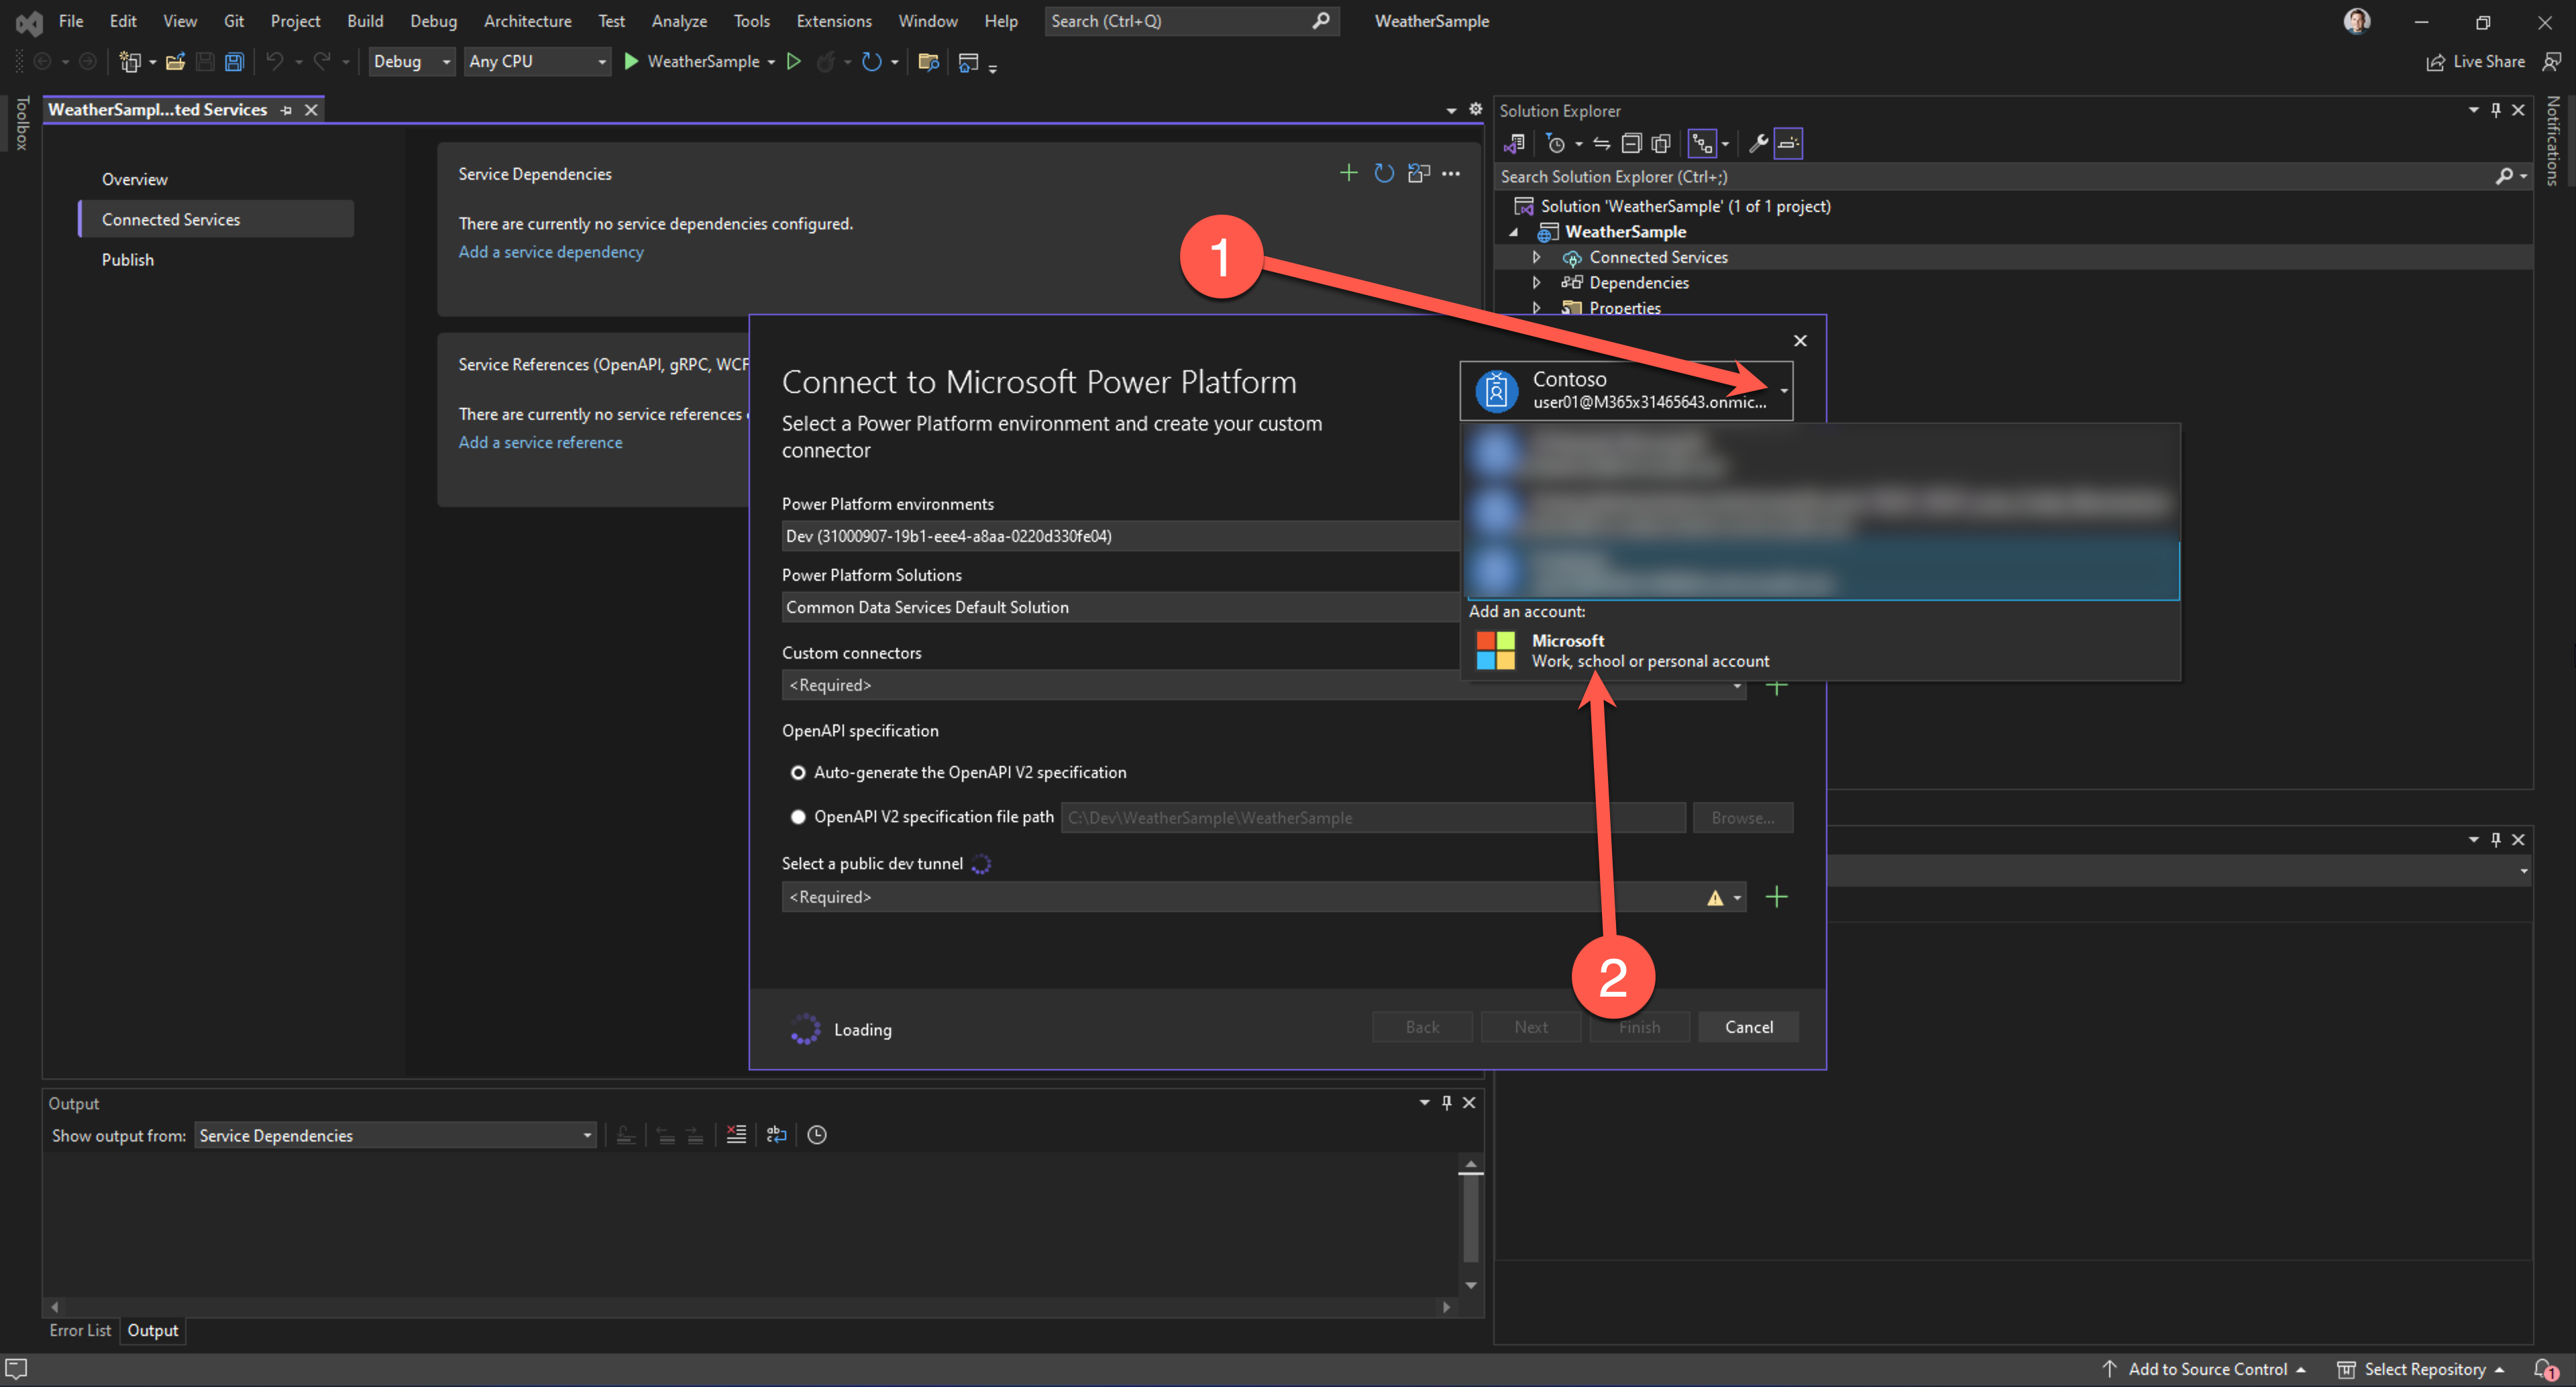 File Edit View Git Project Build Debug Architecture Test Analyze Tools Extensions Window Help Search (Ctrl+Q) WeatherSample
Debug Any CPU WeatherSample Live Share
Toolbox
WeatherSampl...ted Services
Overview
Connected Services
Publish
Service Dependencies
There are currently no service dependencies configured.
Add a service dependency
Service References (OpenAPI, gRPC, WCF
There are currently no service references
Add a service reference
1
Solution Explorer
Search Solution Explorer (Ctrl+;)
Solution 'WeatherSample' (1 of 1 project)
WeatherSample
Connected Services
Dependencies
Properties
Notifications
Connect to Microsoft Power Platform
Select a Power Platform environment and create your custom
connector
Contoso
user01@M365x31465643.onmic...
Power Platform environments
Dev (31000907-19b1-eee4-a8aa-0220d330fe04)
Power Platform Solutions
Common Data Services Default Solution
Add an account:
Microsoft
Work, school or personal account
Custom connectors
<Required>
OpenAPI specification
Auto-generate the OpenAPI V2 specification
OpenAPI V2 specification file path C:\Dev\WeatherSample\WeatherSample Browse...
Select a public dev tunnel
<Required>
2
Loading
Back Next Finish Cancel
Output
Show output from: Service Dependencies
Error List Output
Add to Source Control Select Repository 1